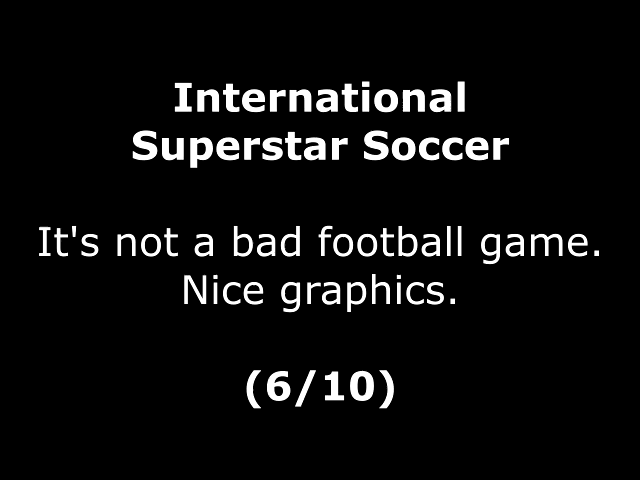 International
Superstar Soccer
It's not a bad football game.
Nice graphics.
(6/10)